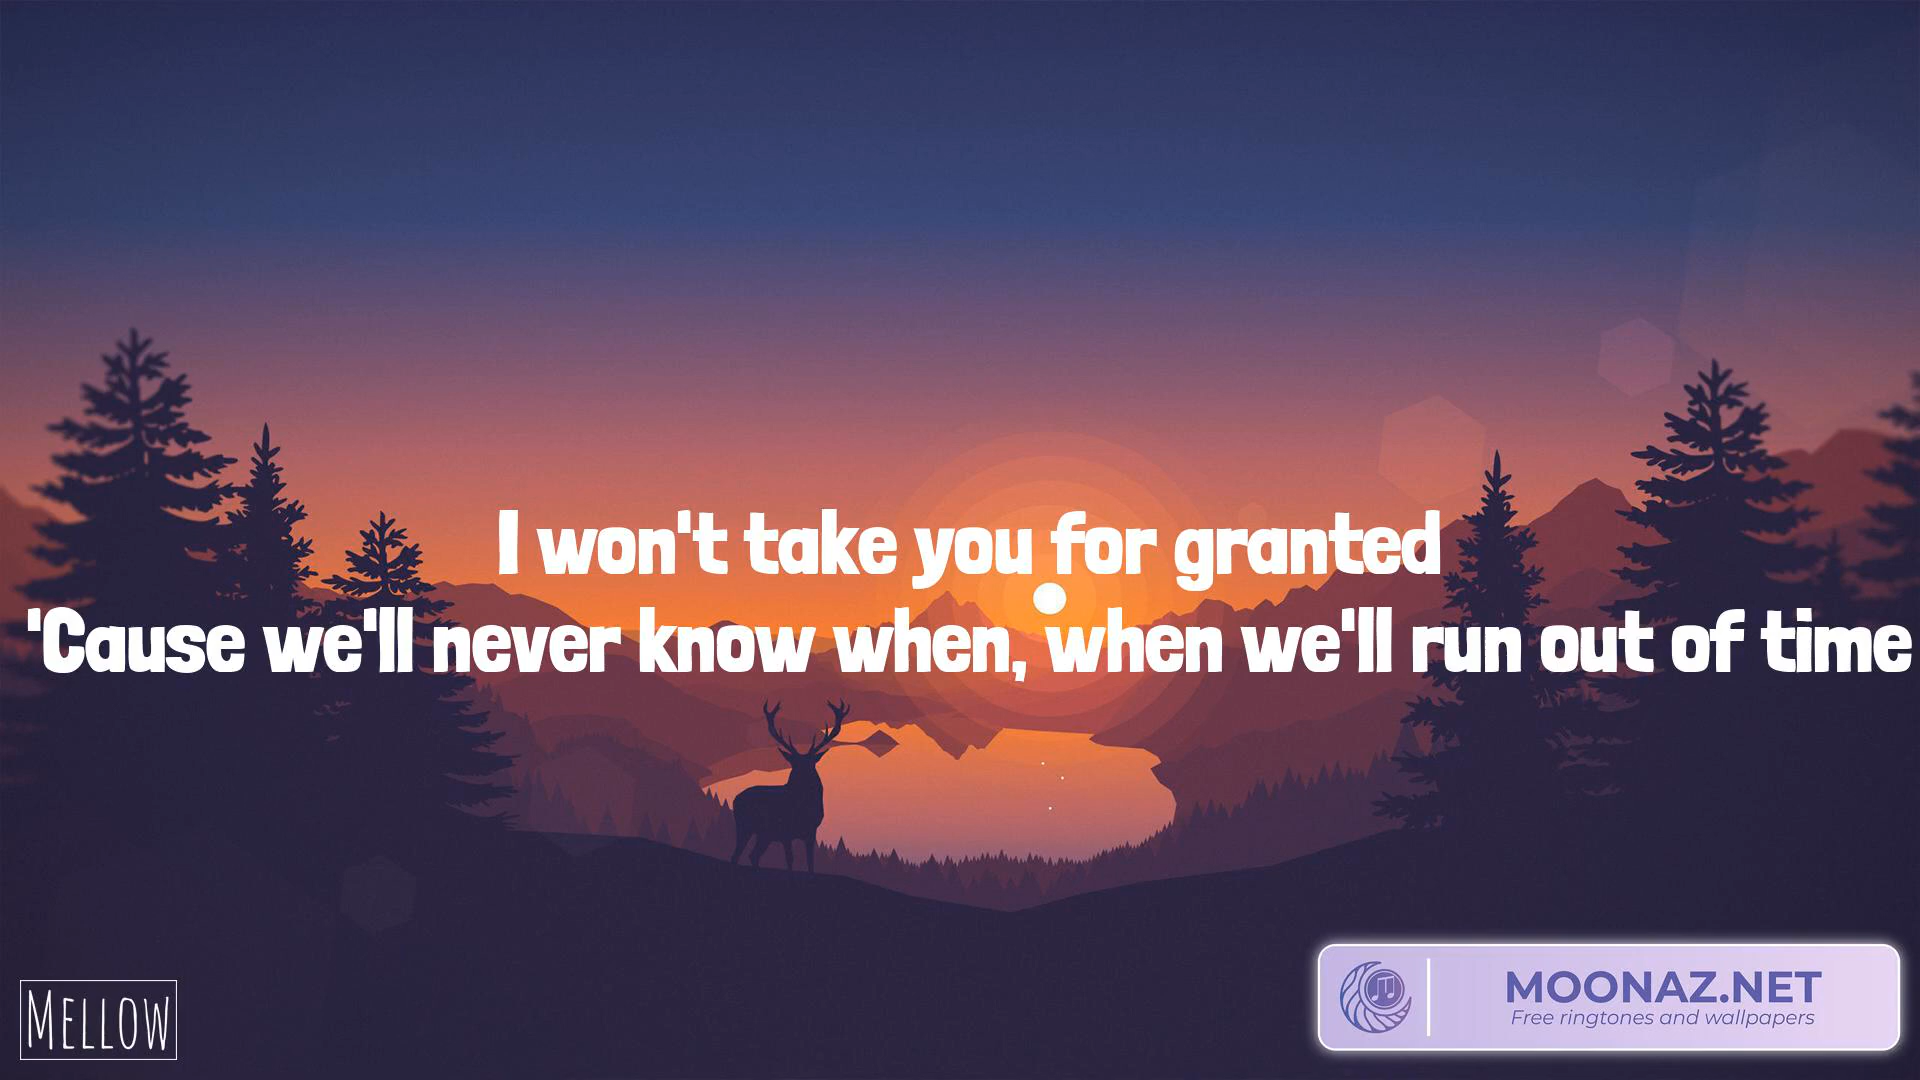 I won't take you for granted
'Cause we'll never know when, when we'll run out of time
MELLOW
MOONAZ.NET
Free ringtones and wallpapers